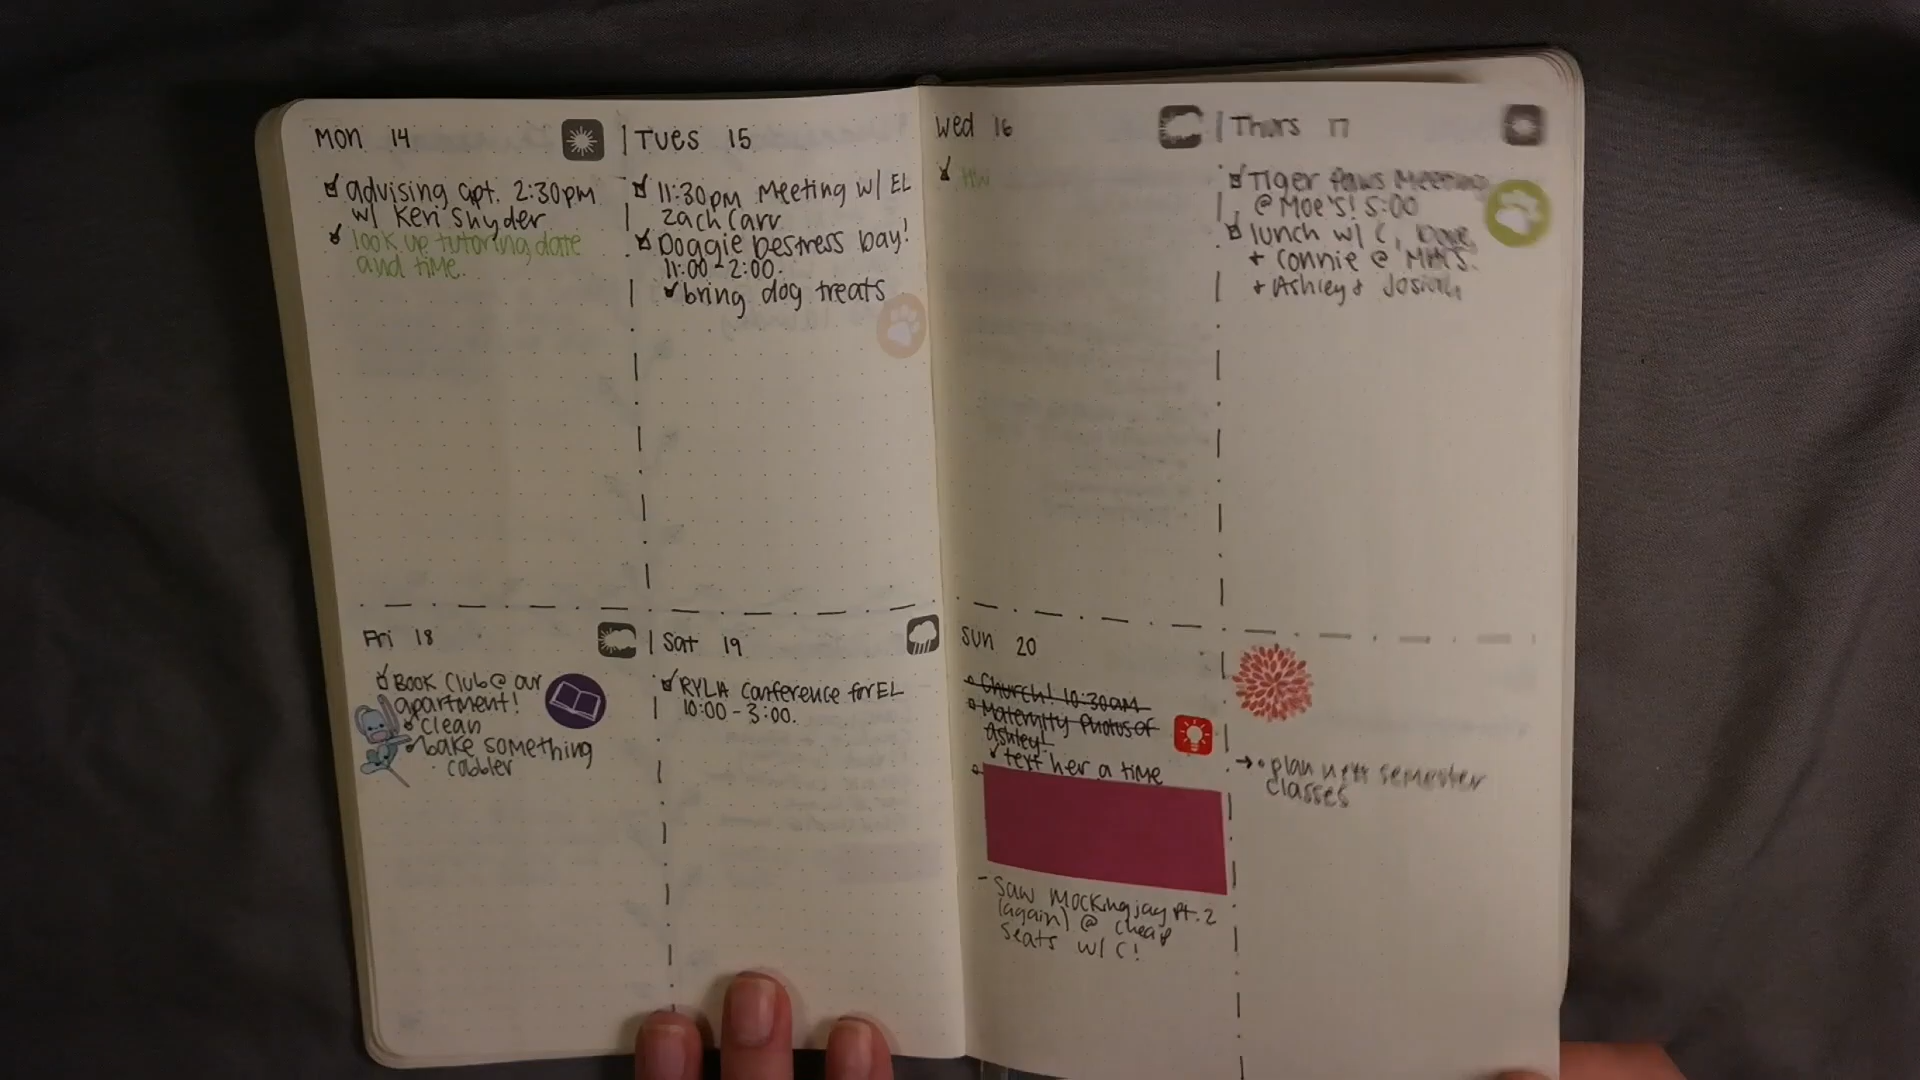 Mon 14
advising apt. 2:30pm
w/ Ken Snyder
look up tutoring date
and time.
Tues 15
11:30pm Meeting w/ EL
Zach Carr
Doggie Destress Day!
11:00 - 2:00.
bring dog treats
Wed 16
HW
Thurs 17
Tiger Paws Meeting
@ Moe's! 5:00
lunch w/ C,
+ Connie @
+ Ashley + Josiah
Fri 18
Book Club @ our
apartment!
clean
bake something
cobbler
Sat 19
RYLA Conference for EL
10:00 - 3:00.
Sun 20
Church! 10:30AM
Maternity Photos of
Ashley!
text her a time
- Saw Mockingjay Pt. 2
(again) @ cheap
seats w/ C!
→ • plan next semester
classes